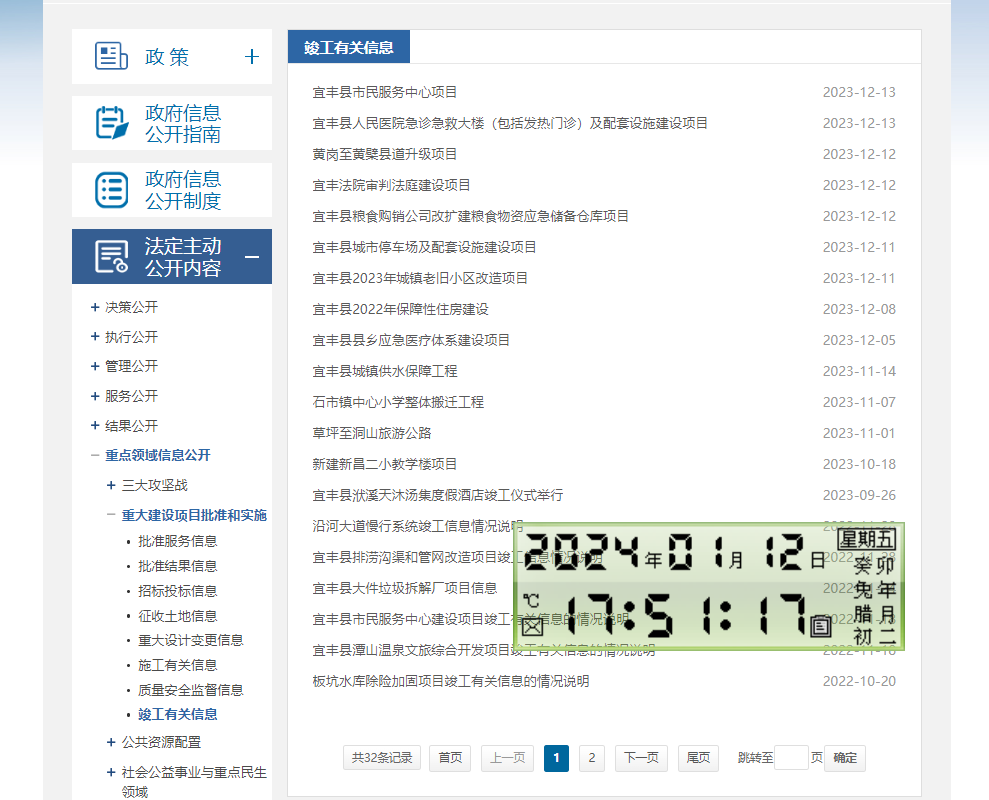 政 策 +
政府信息
公开指南
政府信息
公开制度
法定主动
公开内容
+ 决策公开
+ 执行公开
+ 管理公开
+ 服务公开
+ 结果公开
重点领域信息公开
+ 三大攻坚战
重大建设项目批准和实施
· 批准服务信息
· 批准结果信息
· 招标投标信息
· 征收土地信息
· 重大设计变更信息
· 施工有关信息
· 质量安全监督信息
· 竣工有关信息
+ 公共资源配置
+ 社会公益事业与重点民生
领域
竣工有关信息
宜丰县市民服务中心项目 2023-12-13
宜丰县人民医院急诊急救大楼（包括发热门诊）及配套设施建设项目 2023-12-13
黄岗至黄檗县道升级项目 2023-12-12
宜丰法院审判法庭建设项目 2023-12-12
宜丰县粮食购销公司改扩建粮食物资应急储备仓库项目 2023-12-12
宜丰县城市停车场及配套设施建设项目 2023-12-11
宜丰县2023年城镇老旧小区改造项目 2023-12-11
宜丰县2022年保障性住房建设 2023-12-08
宜丰县县乡应急医疗体系建设项目 2023-12-05
宜丰县城镇供水保障工程 2023-11-14
石市镇中心小学整体搬迁工程 2023-11-07
草坪至洞山旅游公路 2023-11-01
新建新昌二小教学楼项目 2023-10-18
宜丰县洑溪天沐汤集度假酒店竣工仪式举行 2023-09-26
沿河大道慢行系统竣工信息情况说明
宜丰县排涝沟渠和管网改造项目竣工信息情况说明
宜丰县大件垃圾拆解厂项目信息
宜丰县市民服务中心建设项目竣工有关信息的情况说明
宜丰县潭山温泉文旅综合开发项目竣工有关信息的情况说明
板坑水库除险加固项目竣工有关信息的情况说明 2022-10-20
2024年01月12日 星期五
℃ 17:51:17
癸卯
兔年
腊月
初二
共32条记录 首页 上一页 1 2 下一页 尾页 跳转至 页 确定